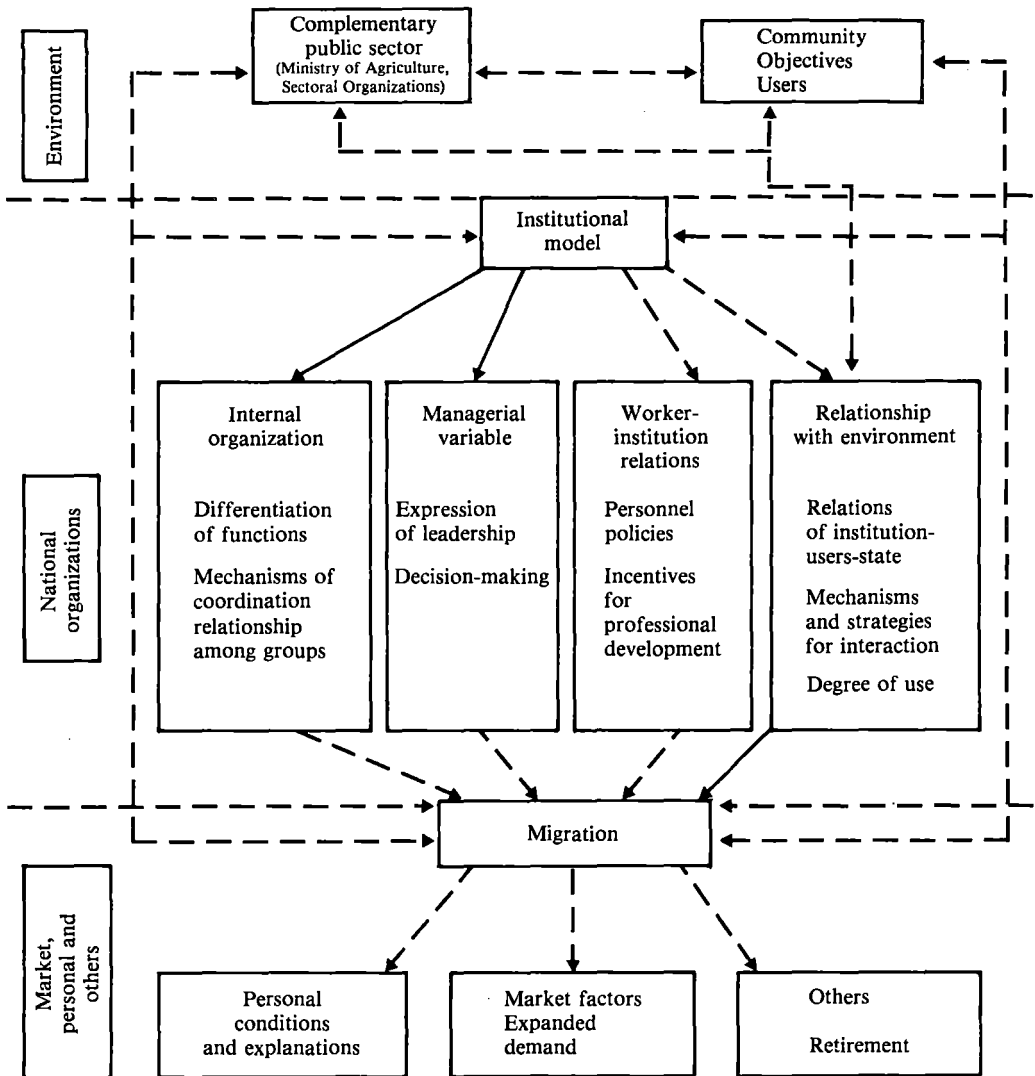 Environment
Complementary
public sector
(Ministry of Agriculture,
Sectoral Organizations)
Community
Objectives
Users
Institutional
model
National
organizations
Internal
organization
Differentiation
of functions
Mechanisms of
coordination
relationship
among groups
Managerial
variable
Expression
of leadership
Decision-making
Worker-
institution
relations
Personnel
policies
Incentives
for
professional
development
Relationship
with environment
Relations
of institution-
users-state
Mechanisms
and strategies
for interaction
Degree of use
Migration
Market,
personal and
others
Personal
conditions
and explanations
Market factors
Expanded
demand
Others
Retirement